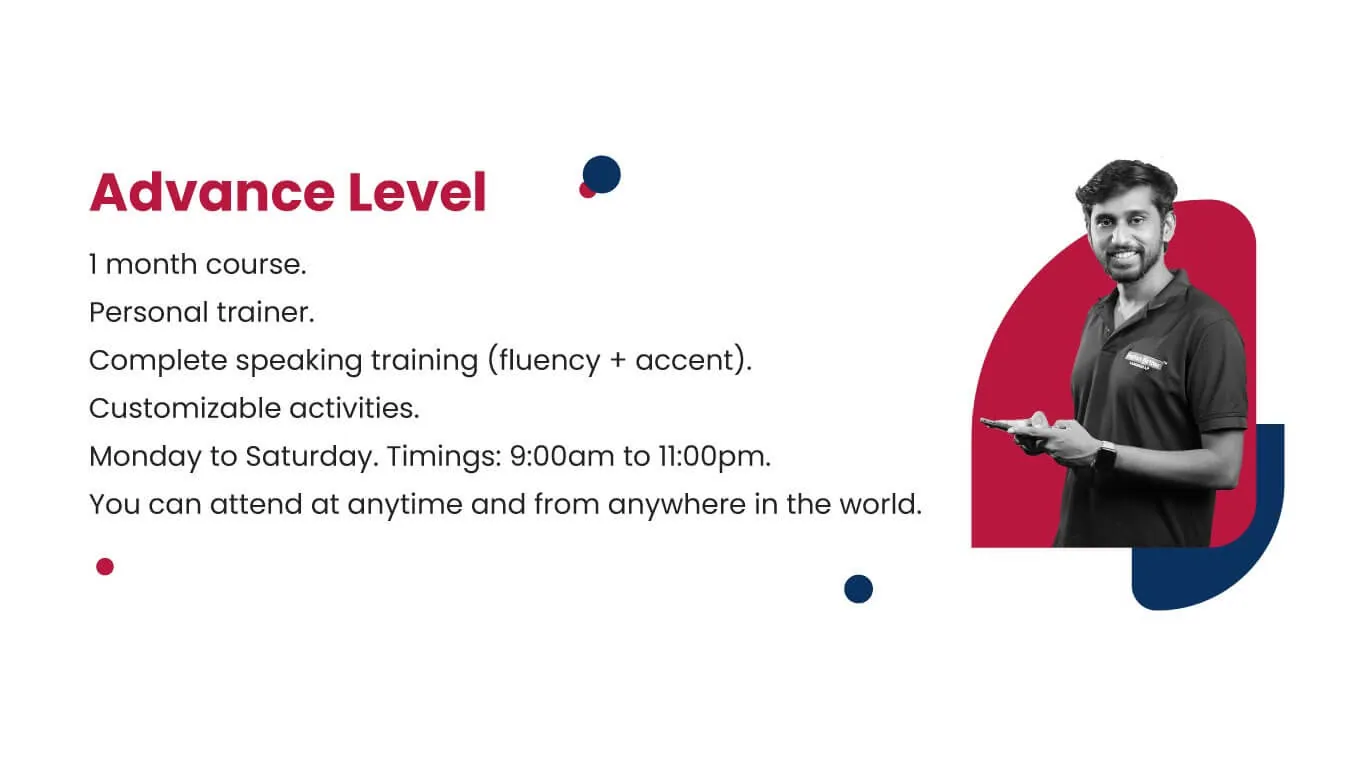 Advance Level
1 month course.
Personal trainer.
Complete speaking training (fluency + accent).
Customizable activities.
Monday to Saturday. Timings: 9:00am to 11:00pm.
You can attend at anytime and from anywhere in the world.